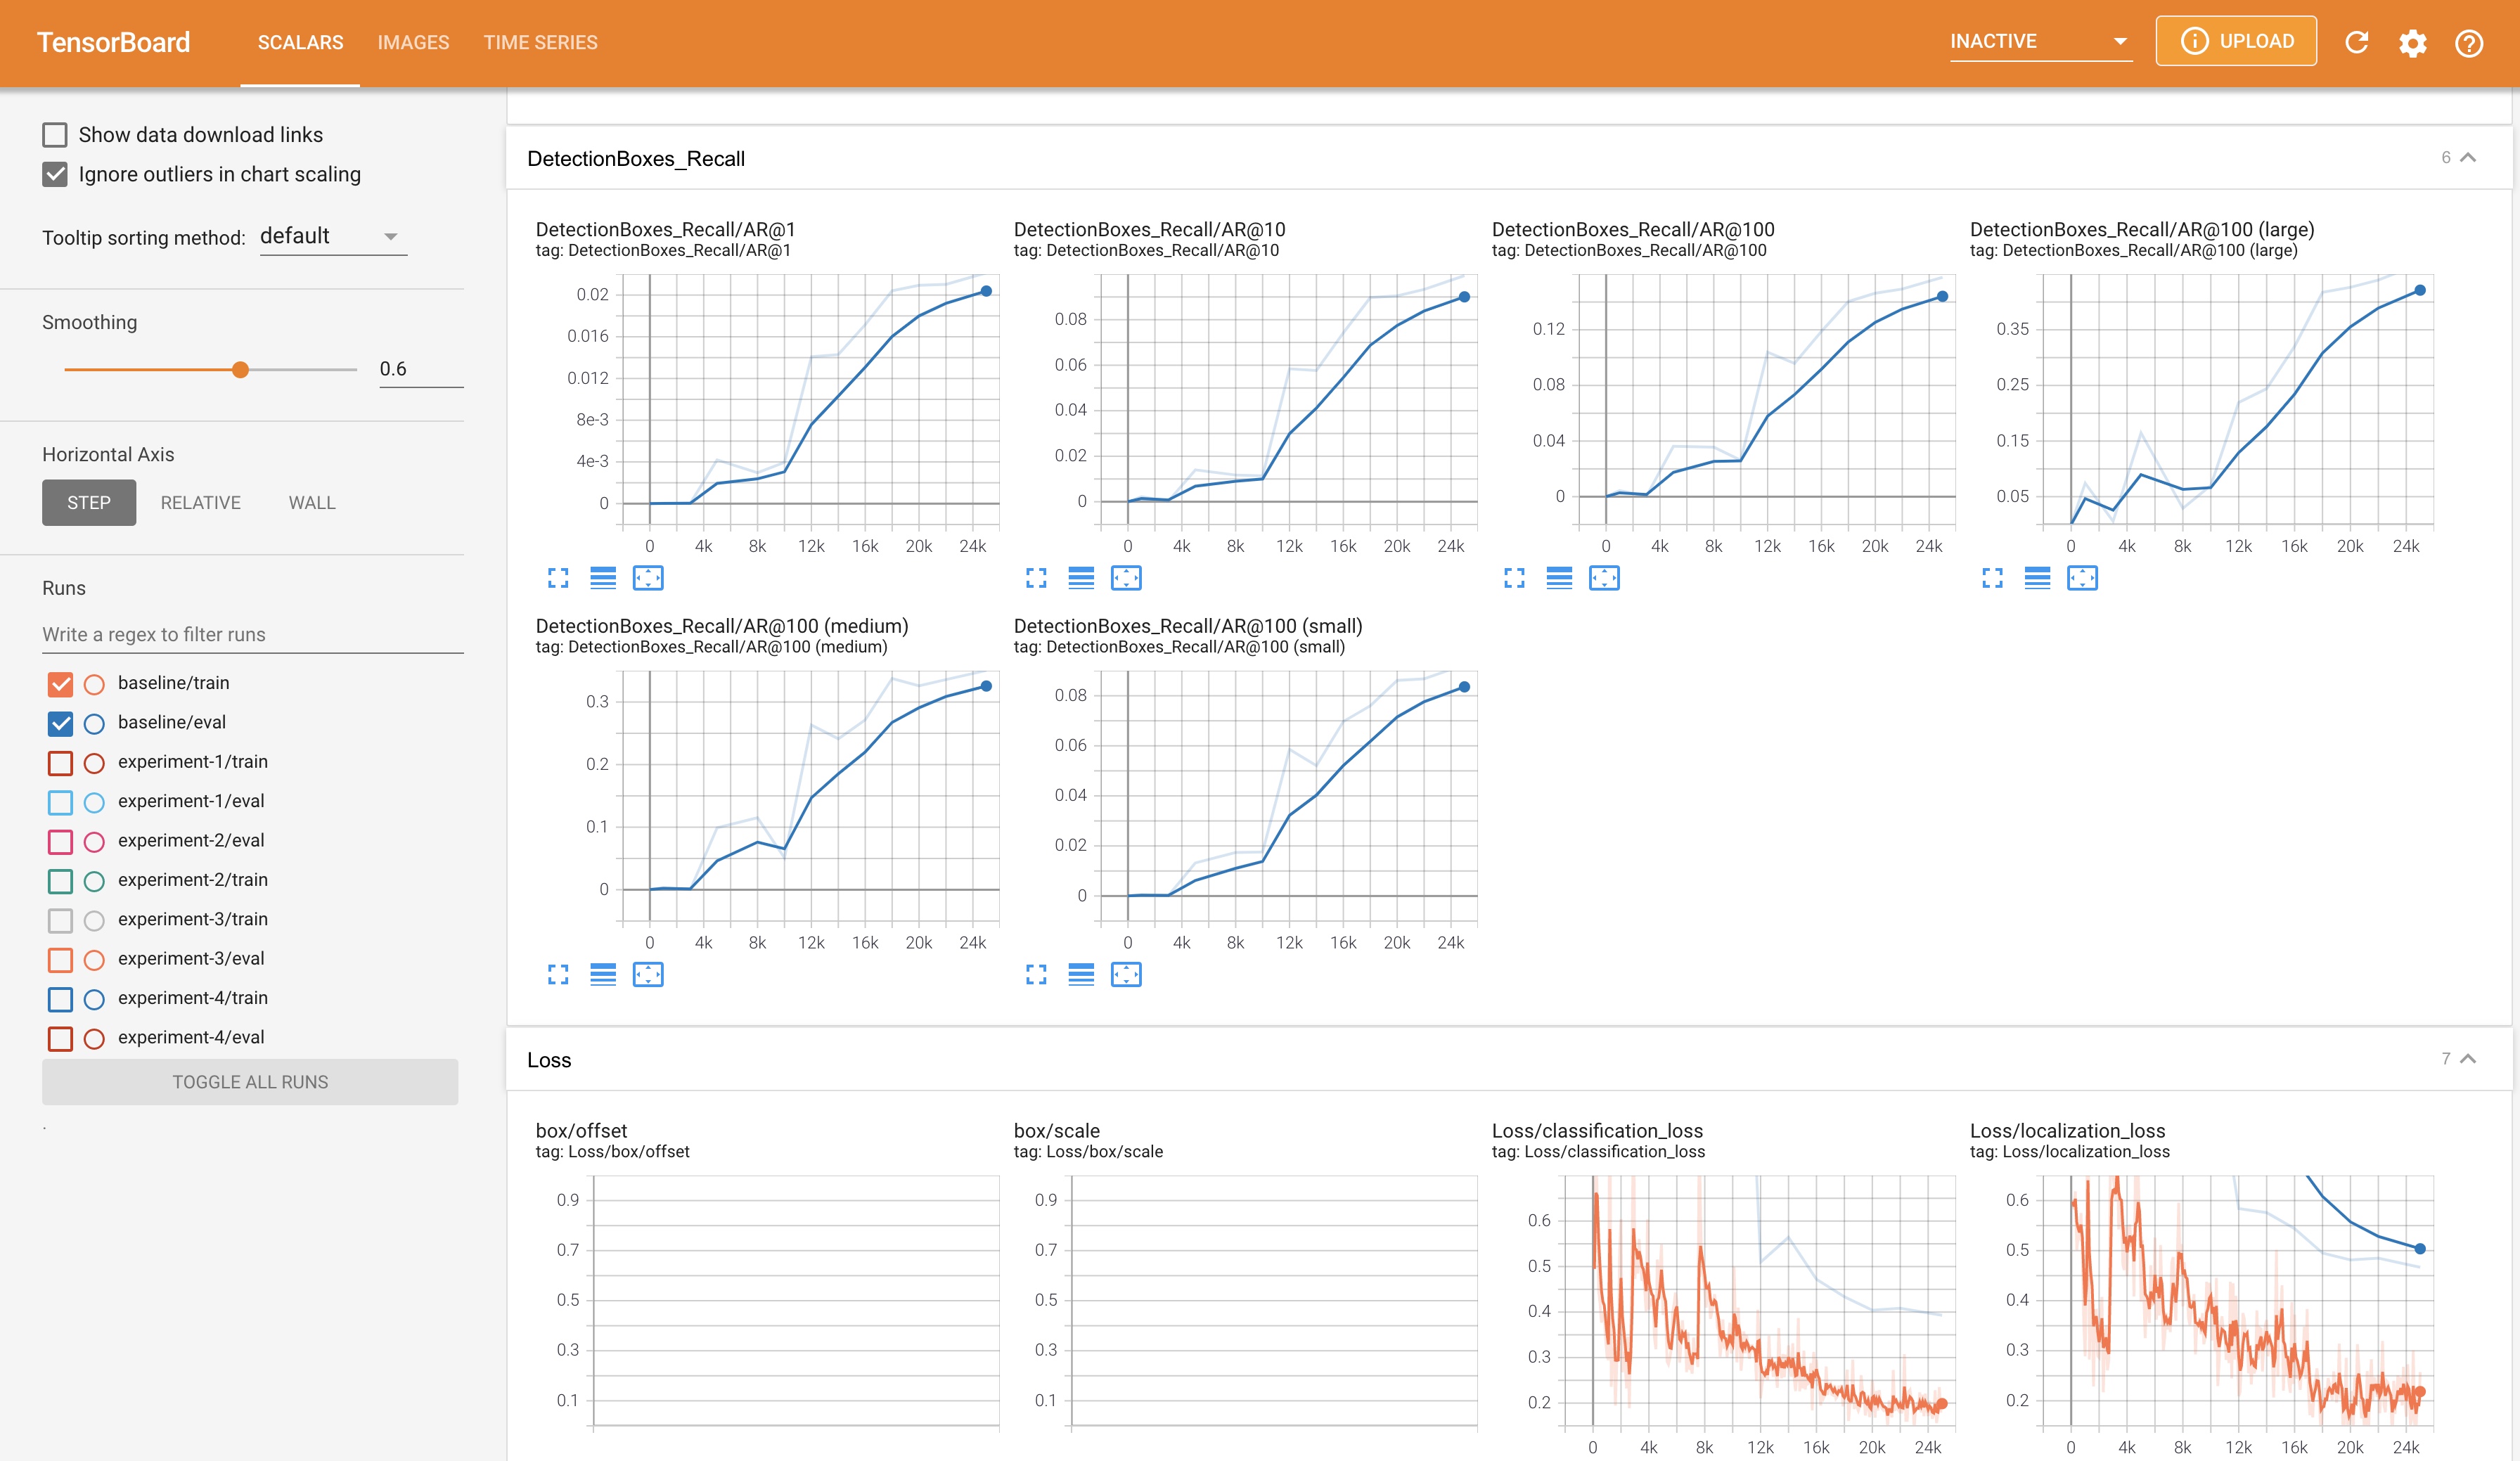 TensorBoard
SCALARS
IMAGES
TIME SERIES
INACTIVE
UPLOAD
Show data download links
Ignore outliers in chart scaling
Tooltip sorting method: default
Smoothing
0.6
Horizontal Axis
STEP
RELATIVE
WALL
Runs
Write a regex to filter runs
baseline/train
baseline/eval
experiment-1/train
experiment-1/eval
experiment-2/eval
experiment-2/train
experiment-3/train
experiment-3/eval
experiment-4/train
experiment-4/eval
TOGGLE ALL RUNS
.
DetectionBoxes_Recall
6
DetectionBoxes_Recall/AR@1
tag: DetectionBoxes_Recall/AR@1
0.02
0.016
0.012
8e-3
4e-3
0
0 4k 8k 12k 16k 20k 24k
DetectionBoxes_Recall/AR@10
tag: DetectionBoxes_Recall/AR@10
0.08
0.06
0.04
0.02
0
0 4k 8k 12k 16k 20k 24k
DetectionBoxes_Recall/AR@100
tag: DetectionBoxes_Recall/AR@100
0.12
0.08
0.04
0
0 4k 8k 12k 16k 20k 24k
DetectionBoxes_Recall/AR@100 (large)
tag: DetectionBoxes_Recall/AR@100 (large)
0.35
0.25
0.15
0.05
0 4k 8k 12k 16k 20k 24k
DetectionBoxes_Recall/AR@100 (medium)
tag: DetectionBoxes_Recall/AR@100 (medium)
0.3
0.2
0.1
0
0 4k 8k 12k 16k 20k 24k
DetectionBoxes_Recall/AR@100 (small)
tag: DetectionBoxes_Recall/AR@100 (small)
0.08
0.06
0.04
0.02
0
0 4k 8k 12k 16k 20k 24k
Loss
7
box/offset
tag: Loss/box/offset
0.9
0.7
0.5
0.3
0.1
box/scale
tag: Loss/box/scale
0.9
0.7
0.5
0.3
0.1
Loss/classification_loss
tag: Loss/classification_loss
0.6
0.5
0.4
0.3
0.2
0 4k 8k 12k 16k 20k 24k
Loss/localization_loss
tag: Loss/localization_loss
0.6
0.5
0.4
0.3
0.2
0 4k 8k 12k 16k 20k 24k